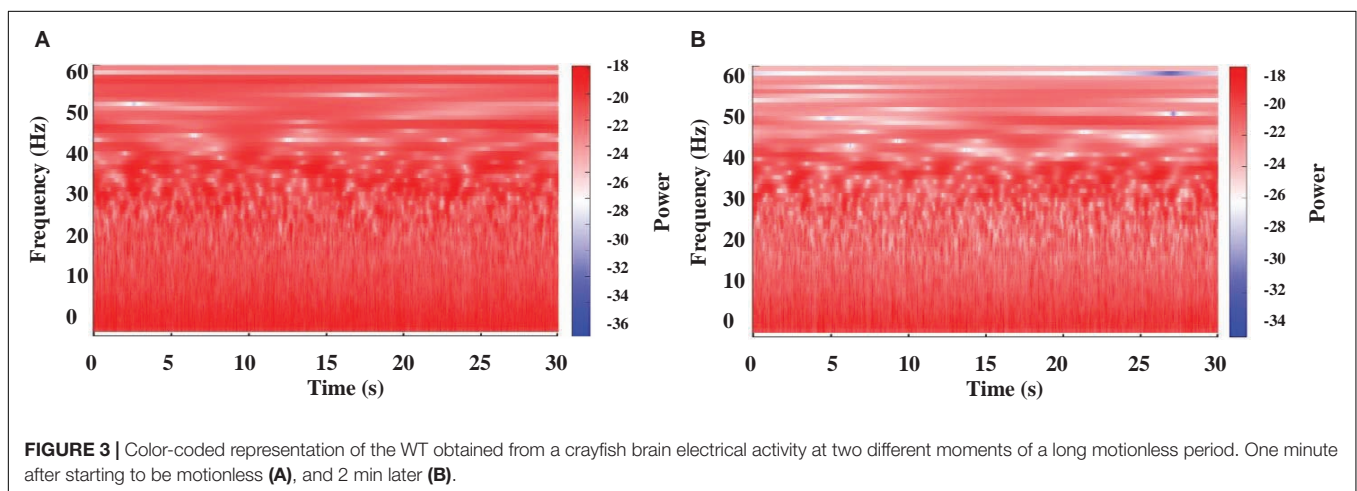 A
B
60
50
40
30
20
10
0
Frequency (Hz)
0 5 10 15 20 25 30
Time (s)
-18
-20
-22
-24
-26
-28
-30
-32
-34
-36
Power
60
50
40
30
20
10
0
Frequency (Hz)
0 5 10 15 20 25 30
Time (s)
-18
-20
-22
-24
-26
-28
-30
-32
-34
Power
FIGURE 3 | Color-coded representation of the WT obtained from a crayfish brain electrical activity at two different moments of a long motionless period. One minute
after starting to be motionless (A), and 2 min later (B).